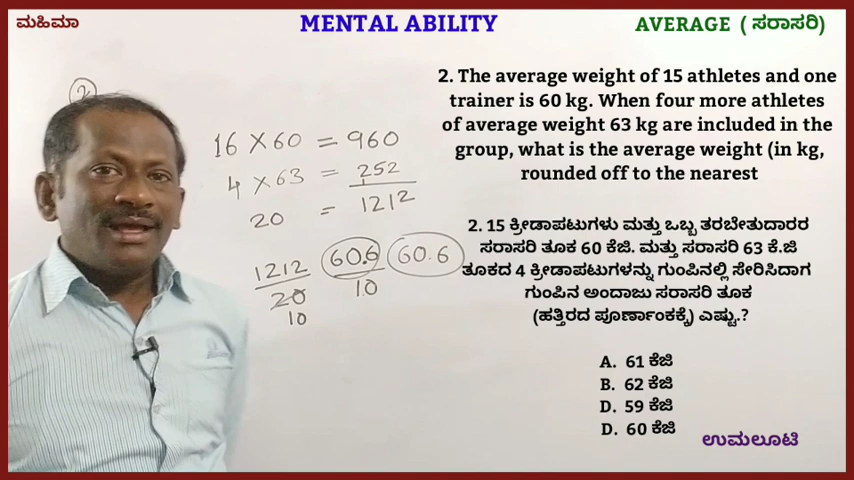 ಮಹಿಮಾ
MENTAL ABILITY
AVERAGE ( ಸರಾಸರಿ)
2. The average weight of 15 athletes and one
trainer is 60 kg. When four more athletes
of average weight 63 kg are included in the
group, what is the average weight (in kg,
rounded off to the nearest
2. 15 ಕ್ರೀಡಾಪಟುಗಳು ಮತ್ತು ಒಬ್ಬ ತರಬೇತುದಾರರ
ಸರಾಸರಿ ತೂಕ 60 ಕೆಜಿ. ಮತ್ತು ಸರಾಸರಿ 63 ಕೆ.ಜಿ
ತೂಕದ 4 ಕ್ರೀಡಾಪಟುಗಳನ್ನು ಗುಂಪಿನಲ್ಲಿ ಸೇರಿಸಿದಾಗ
ಗುಂಪಿನ ಅಂದಾಜು ಸರಾಸರಿ ತೂಕ
(ಹತ್ತಿರದ ಪೂರ್ಣಾಂಕಕ್ಕೆ) ಎಷ್ಟು.?
A. 61 ಕೆಜಿ
B. 62 ಕೆಜಿ
D. 59 ಕೆಜಿ
D. 60 ಕೆಜಿ
ಉಮಲೂಟಿ
2
16 × 60 = 960
4 × 63 = 252
20 = 1212
1212 60.6 60.6
20 10
10